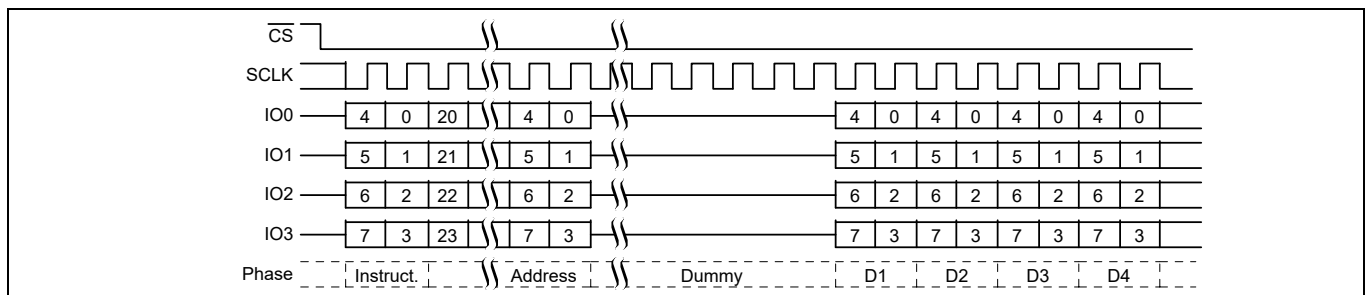 CS
SCLK
IO0 4 0 20 4 0 4 0 4 0 4 0 4 0
IO1 5 1 21 5 1 5 1 5 1 5 1 5 1
IO2 6 2 22 6 2 6 2 6 2 6 2 6 2
IO3 7 3 23 7 3 7 3 7 3 7 3 7 3
Phase Instruct. Address Dummy D1 D2 D3 D4